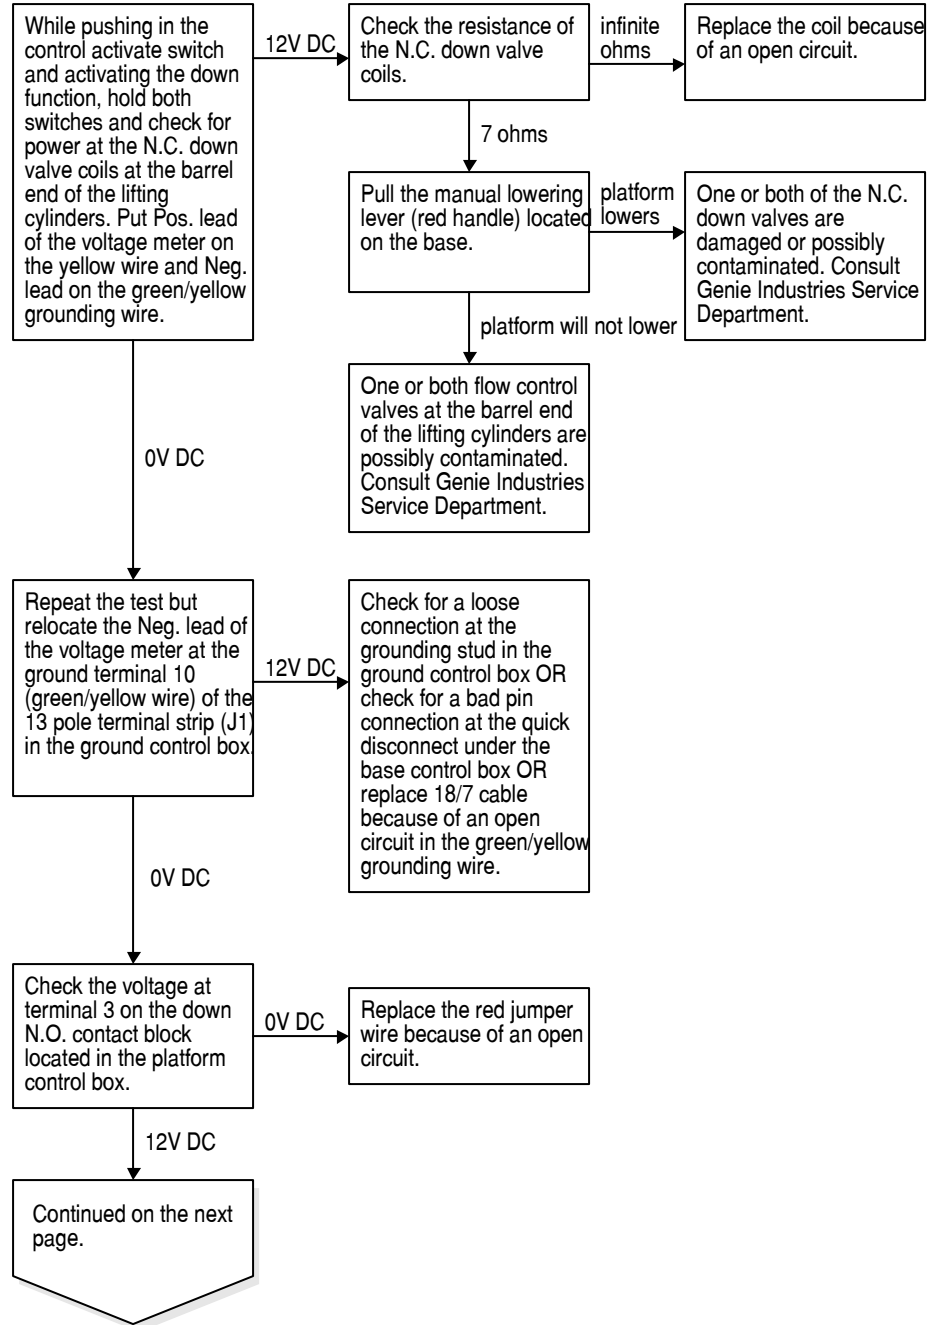 While pushing in the
control activate switch
and activating the down
function, hold both
switches and check for
power at the N.C. down
valve coils at the barrel
end of the lifting
cylinders. Put Pos. lead
of the voltage meter on
the yellow wire and Neg.
lead on the green/yellow
grounding wire.
12V DC
Check the resistance of
the N.C. down valve
coils.
infinite
ohms
Replace the coil because
of an open circuit.
7 ohms
Pull the manual lowering
lever (red handle) located
on the base.
platform
lowers
One or both of the N.C.
down valves are
damaged or possibly
contaminated. Consult
Genie Industries Service
Department.
platform will not lower
One or both flow control
valves at the barrel end
of the lifting cylinders are
possibly contaminated.
Consult Genie Industries
Service Department.
0V DC
Repeat the test but
relocate the Neg. lead of
the voltage meter at the
ground terminal 10
(green/yellow wire) of the
13 pole terminal strip (J1)
in the ground control box.
12V DC
Check for a loose
connection at the
grounding stud in the
ground control box OR
check for a bad pin
connection at the quick
disconnect under the
base control box OR
replace 18/7 cable
because of an open
circuit in the green/yellow
grounding wire.
0V DC
Check the voltage at
terminal 3 on the down
N.O. contact block
located in the platform
control box.
0V DC
Replace the red jumper
wire because of an open
circuit.
12V DC
Continued on the next
page.